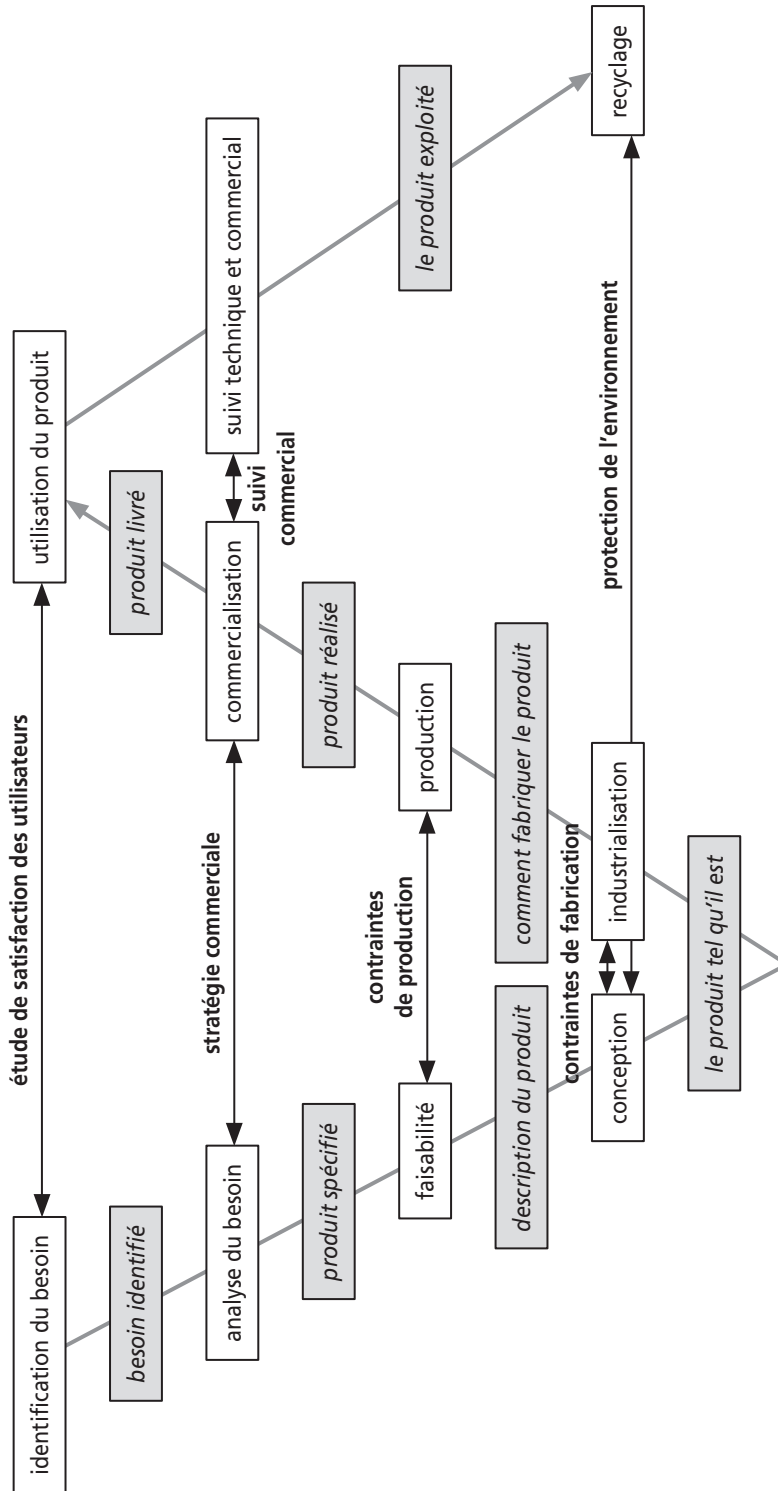 étude de satisfaction des utilisateurs
identification du besoin
utilisation du produit
besoin identifié
produit livré
stratégie commerciale
analyse du besoin
commercialisation
suivi
commercial
suivi technique et commercial
produit spécifié
produit réalisé
contraintes
de production
faisabilité
production
le produit exploité
description du produit
comment fabriquer le produit
contraintes de fabrication
protection de l'environnement
conception
industrialisation
recyclage
le produit tel qu'il est